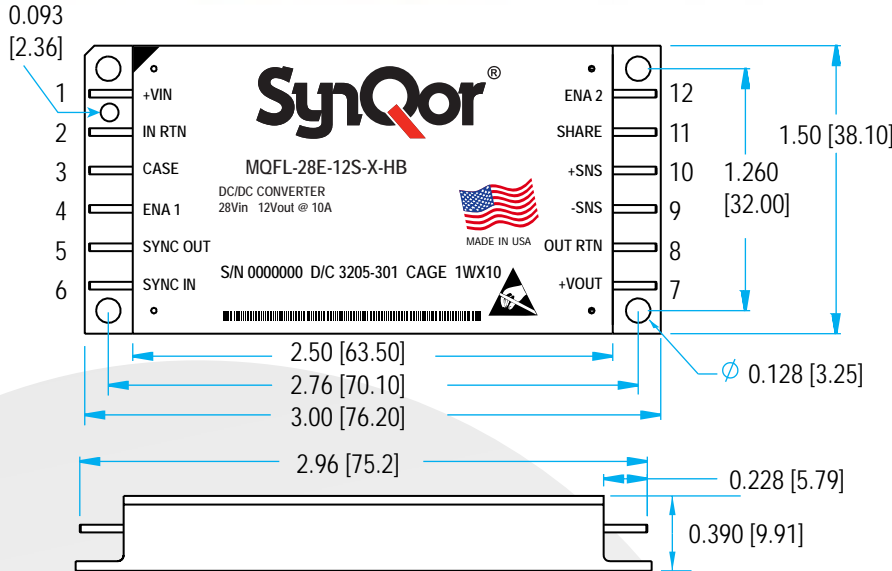 0.093
[2.36]
SynQor®
1 +VIN
2 IN RTN
3 CASE
4 ENA 1
5 SYNC OUT
6 SYNC IN
MQFL-28E-12S-X-HB
DC/DC CONVERTER
28Vin 12Vout @ 10A
MADE IN USA
S/N 0000000 D/C 3205-301 CAGE 1WX10
ENA 2 12
SHARE 11
+SNS 10
-SNS 9
OUT RTN 8
+VOUT 7
1.50 [38.10]
1.260
[32.00]
2.50 [63.50]
2.76 [70.10]
3.00 [76.20]
Ø 0.128 [3.25]
2.96 [75.2]
0.228 [5.79]
0.390 [9.91]